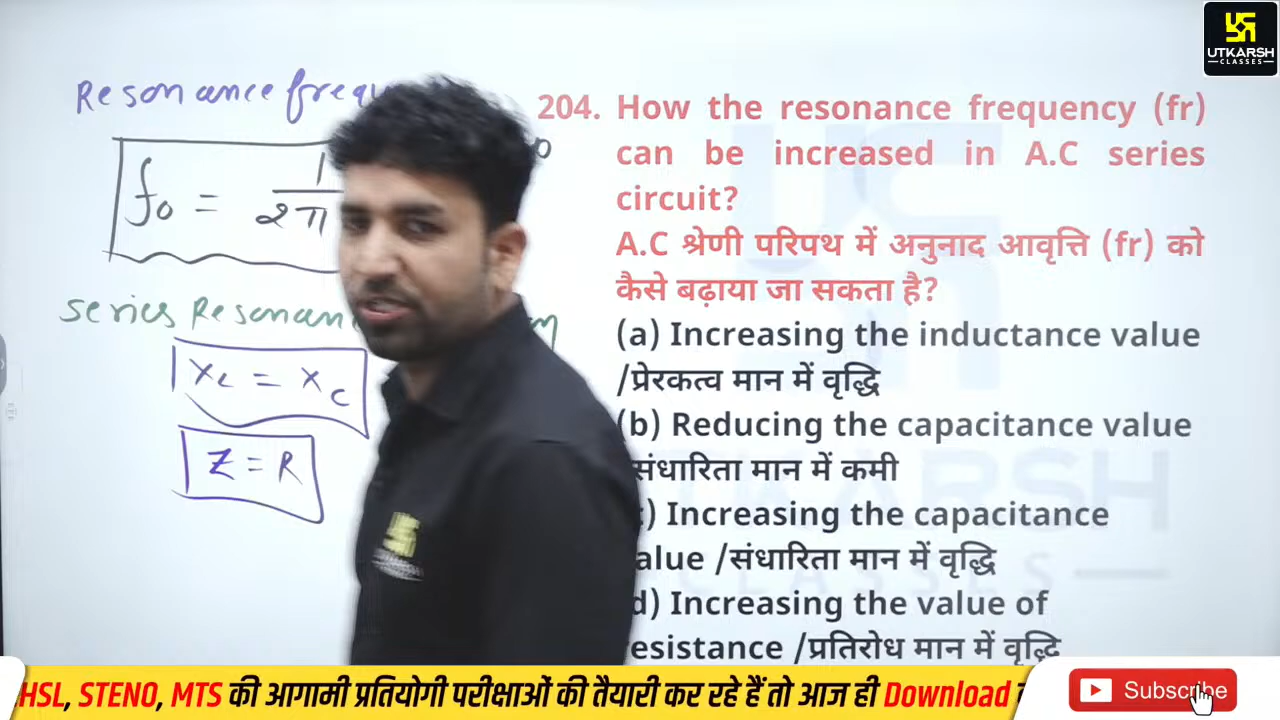 UTKARSH
CLASSES
Resonance frequ
f0 = 1
2π
series Resonan
XL = XC
Z = R
204. How the resonance frequency (fr)
can be increased in A.C series
circuit?
A.C श्रेणी परिपथ में अनुनाद आवृत्ति (fr) को
कैसे बढ़ाया जा सकता है?
(a) Increasing the inductance value
/प्रेरकत्व मान में वृद्धि
(b) Reducing the capacitance value
संधारिता मान में कमी
) Increasing the capacitance
alue /संधारिता मान में वृद्धि
d) Increasing the value of
esistance /प्रतिरोध मान में वृद्धि
HSL, STENO, MTS की आगामी प्रतियोगी परीक्षाओं की तैयारी कर रहे हैं तो आज ही Download
Subscribe